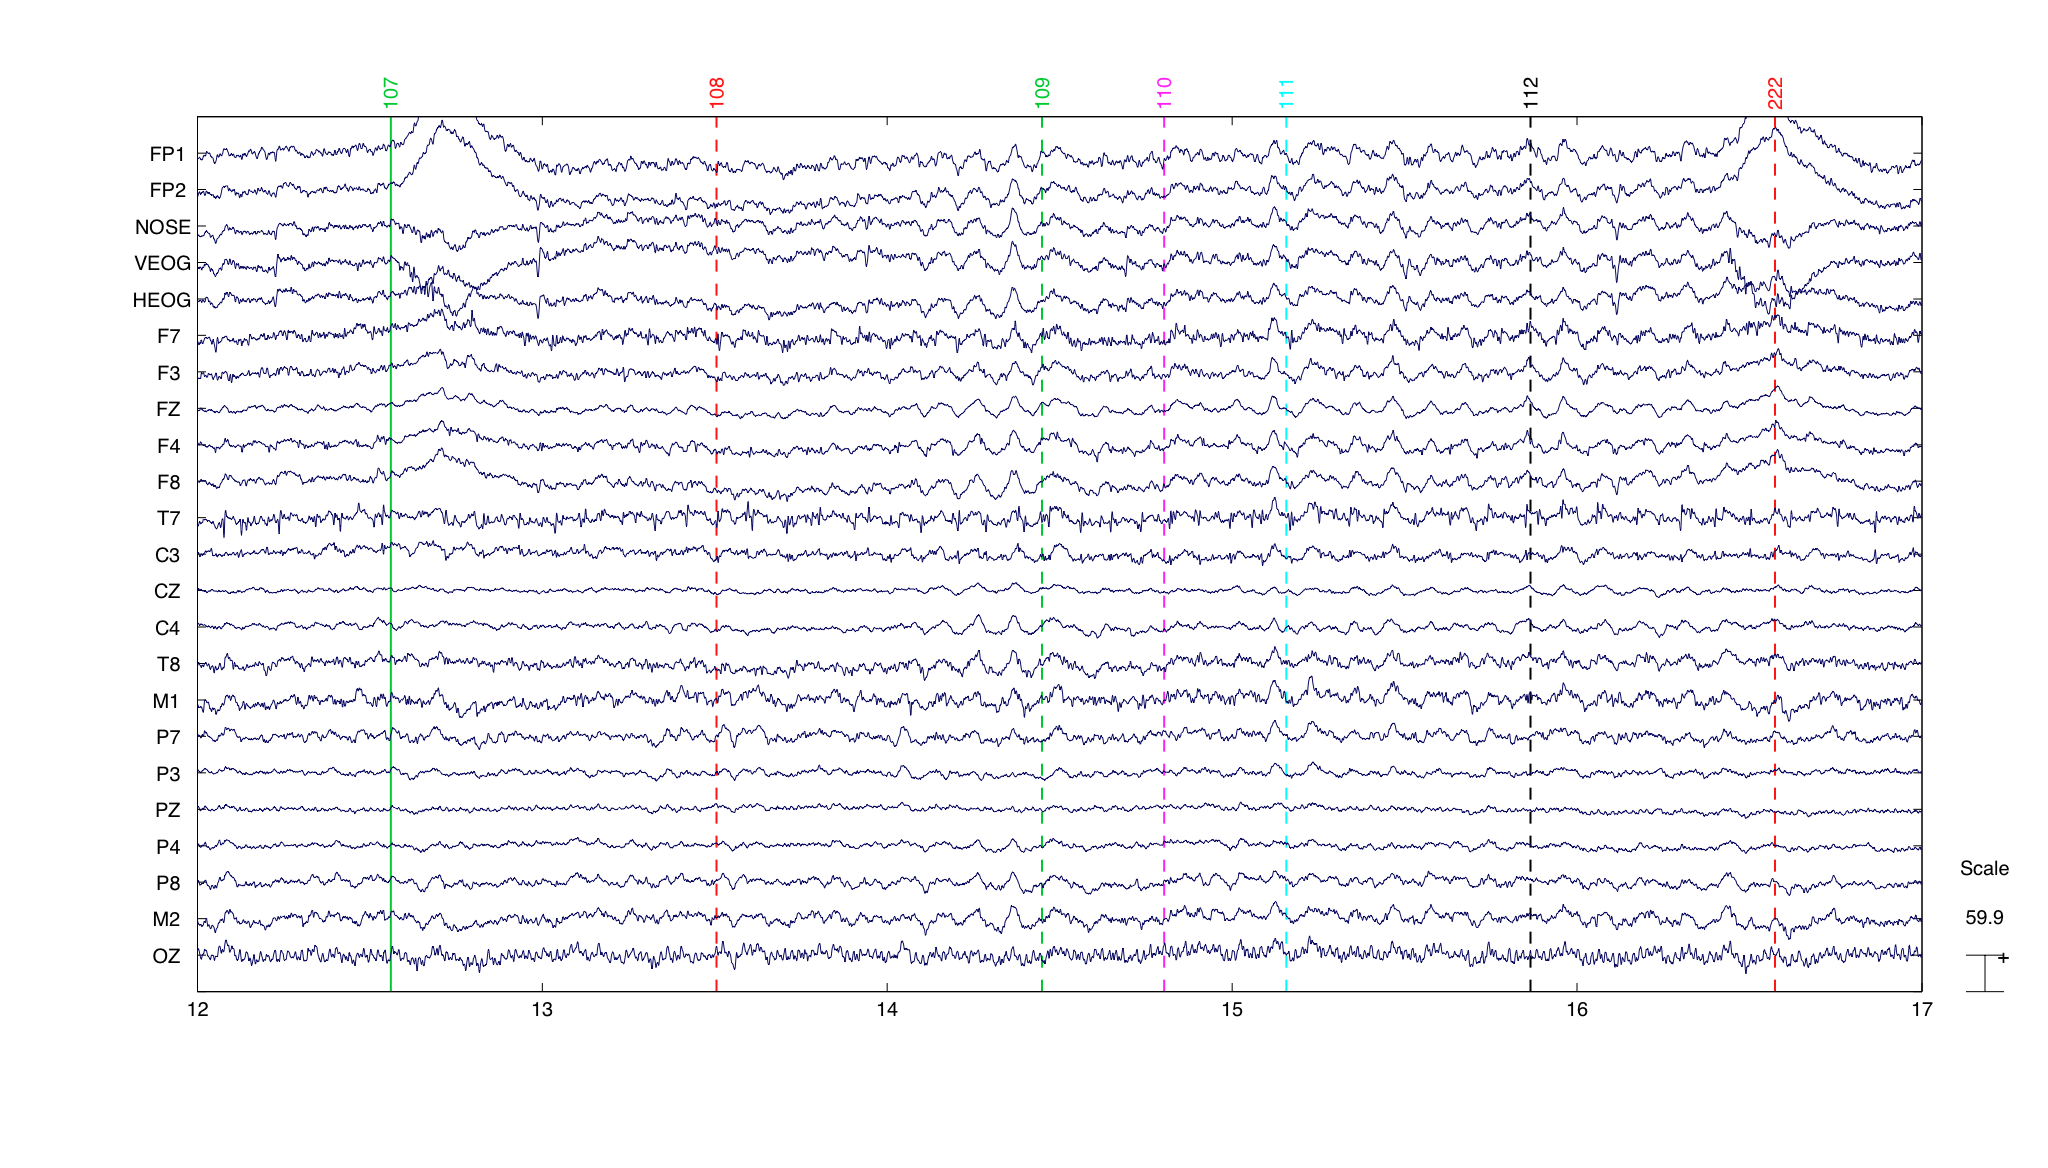 107 108 109 110 111 112 222
FP1
FP2
NOSE
VEOG
HEOG
F7
F3
FZ
F4
F8
T7
C3
CZ
C4
T8
M1
P7
P3
PZ
P4
P8
M2
OZ
12 13 14 15 16 17
Scale
59.9
+